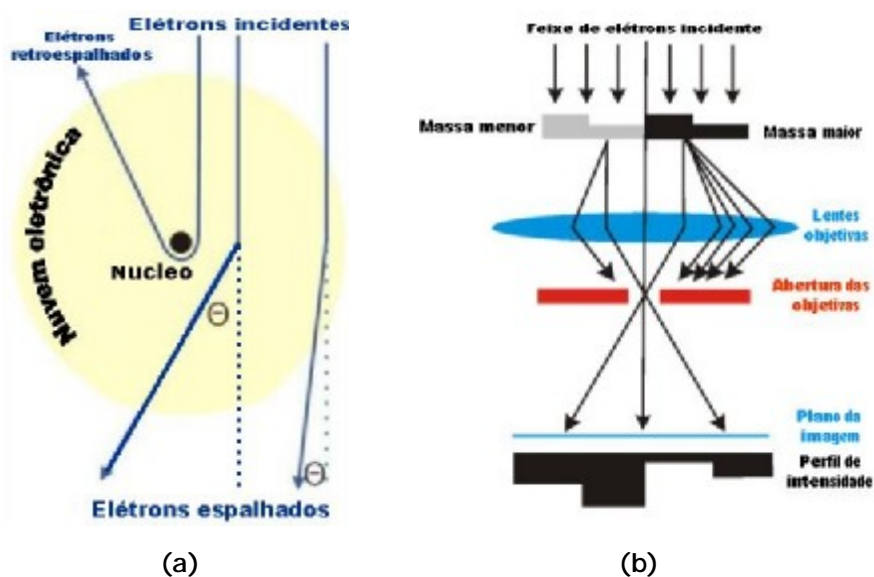 Elétrons incidentes
Elétrons
retroespalhados
Nuvem eletrônica
Nucleo
Θ
Θ
Elétrons espalhados
(a)
Feixe de elétrons incidente
Massa menor
Massa maior
Lentes
objetivas
Abertura das
objetivas
Plano da
imagem
Perfil de
intensidade
(b)